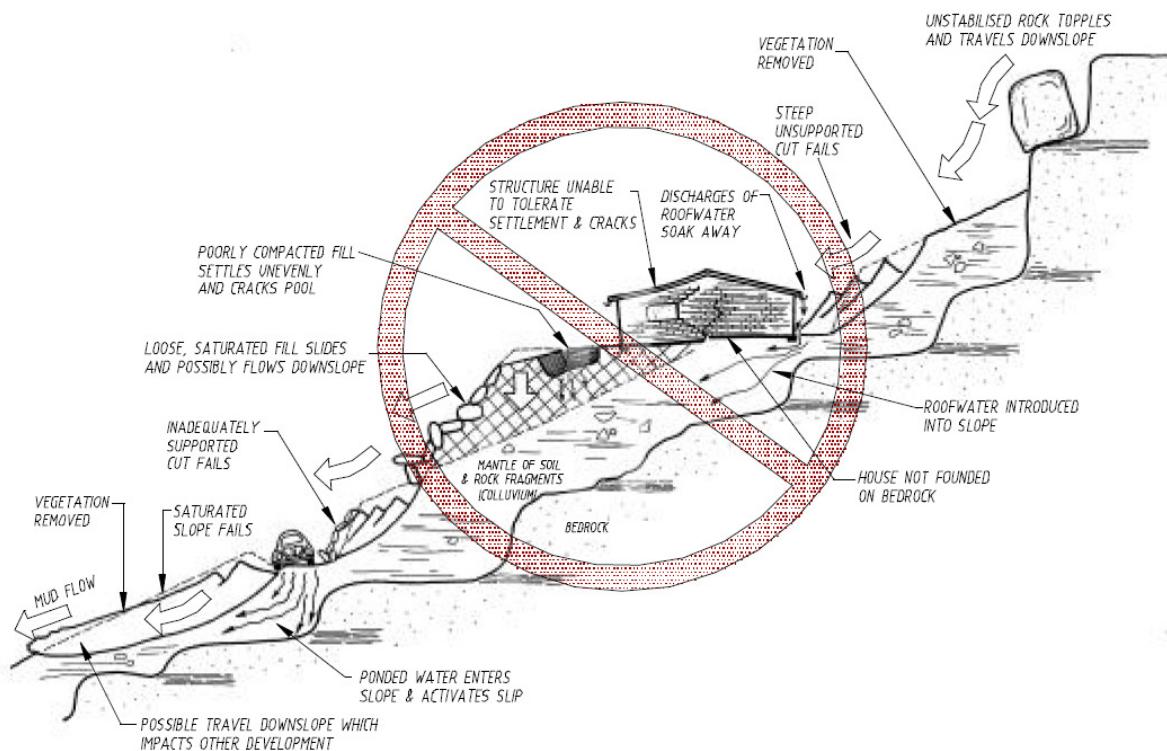 UNSTABILISED ROCK TOPPLES
AND TRAVELS DOWNSLOPE
VEGETATION
REMOVED
STEEP
UNSUPPORTED
CUT FAILS
STRUCTURE UNABLE
TO TOLERATE
SETTLEMENT & CRACKS
DISCHARGES OF
ROOFWATER
SOAK AWAY
POORLY COMPACTED FILL
SETTLES UNEVENLY
AND CRACKS POOL
LOOSE, SATURATED FILL SLIDES
AND POSSIBLY FLOWS DOWNSLOPE
ROOFWATER INTRODUCED
INTO SLOPE
INADEQUATELY
SUPPORTED
CUT FAILS
MANTLE OF SOIL
& ROCK FRAGMENTS
(COLLUVIUM)
HOUSE NOT FOUNDED
ON BEDROCK
VEGETATION
REMOVED
SATURATED
SLOPE FAILS
BEDROCK
MUD FLOW
PONDED WATER ENTERS
SLOPE & ACTIVATES SLIP
POSSIBLE TRAVEL DOWNSLOPE WHICH
IMPACTS OTHER DEVELOPMENT